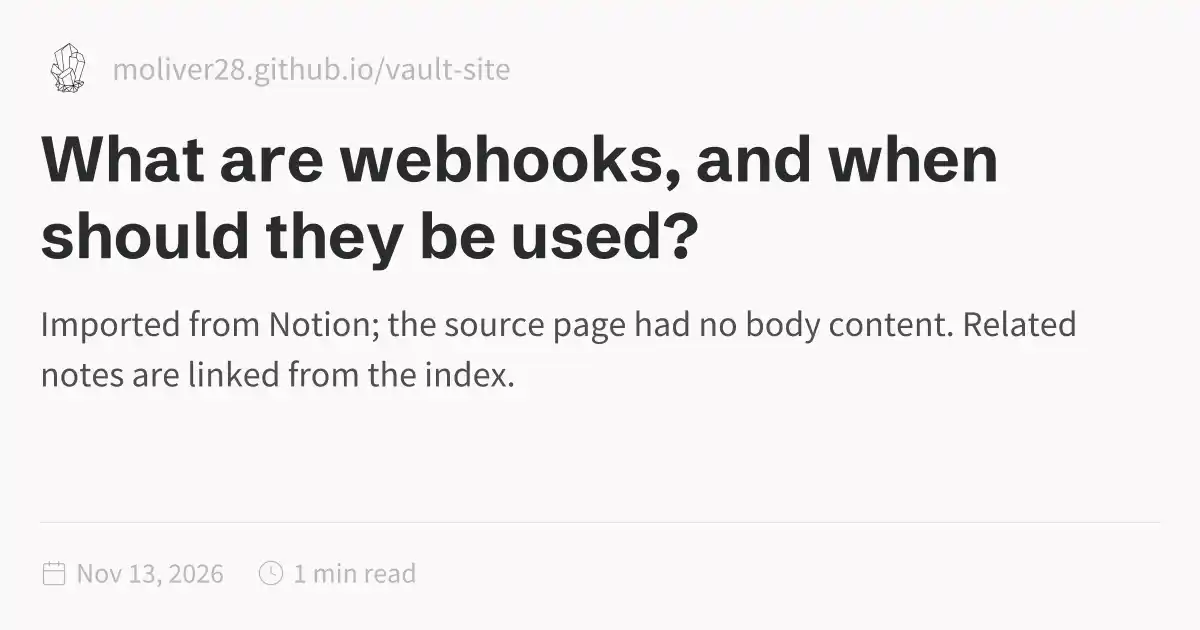 moliver28.github.io/vault-site
What are webhooks, and when
should they be used?
Imported from Notion; the source page had no body content. Related
notes are linked from the index.
Nov 13, 2026 1 min read